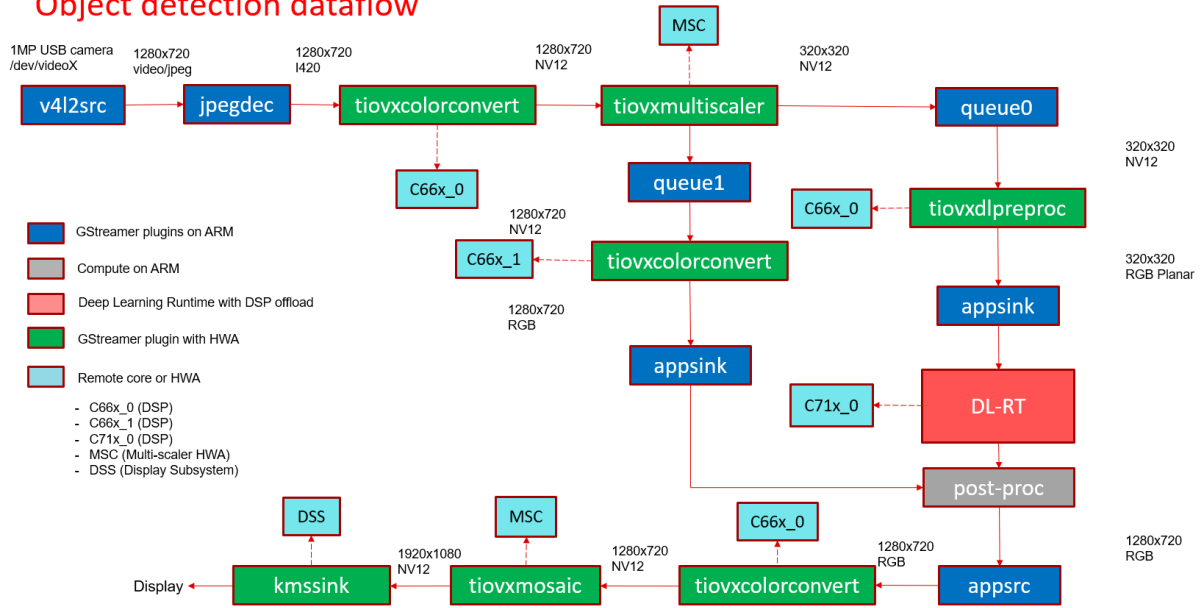 Object detection dataflow
1MP USB camera
/dev/videoX
1280x720
video/jpeg
1280x720
I420
1280x720
NV12
MSC
320x320
NV12
v4l2src
jpegdec
tiovxcolorconvert
tiovxmultiscaler
queue0
C66x_0
queue1
320x320
NV12
C66x_0
tiovxdlpreproc
1280x720
NV12
C66x_1
tiovxcolorconvert
320x320
RGB Planar
1280x720
RGB
appsink
appsink
GStreamer plugins on ARM
Compute on ARM
Deep Learning Runtime with DSP offload
GStreamer plugin with HWA
Remote core or HWA
- C66x_0 (DSP)
- C66x_1 (DSP)
- C71x_0 (DSP)
- MSC (Multi-scaler HWA)
- DSS (Display Subsystem)
C71x_0
DL-RT
post-proc
DSS
MSC
C66x_0
1280x720
RGB
1920x1080
NV12
1280x720
NV12
1280x720
RGB
Display
kmssink
tiovxmosaic
tiovxcolorconvert
appsrc